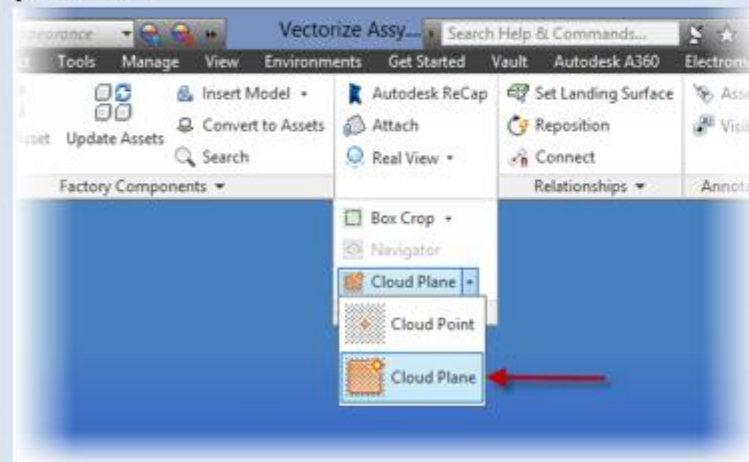 Vectorize Assy...
Search Help & Commands...
Tools Manage View Environments Get Started Vault Autodesk A360
Update Assets
Insert Model
Convert to Assets
Search
Factory Components
Autodesk ReCap
Attach
Real View
Set Landing Surface
Reposition
Connect
Relationships
Box Crop
Navigator
Cloud Plane
Cloud Point
Cloud Plane